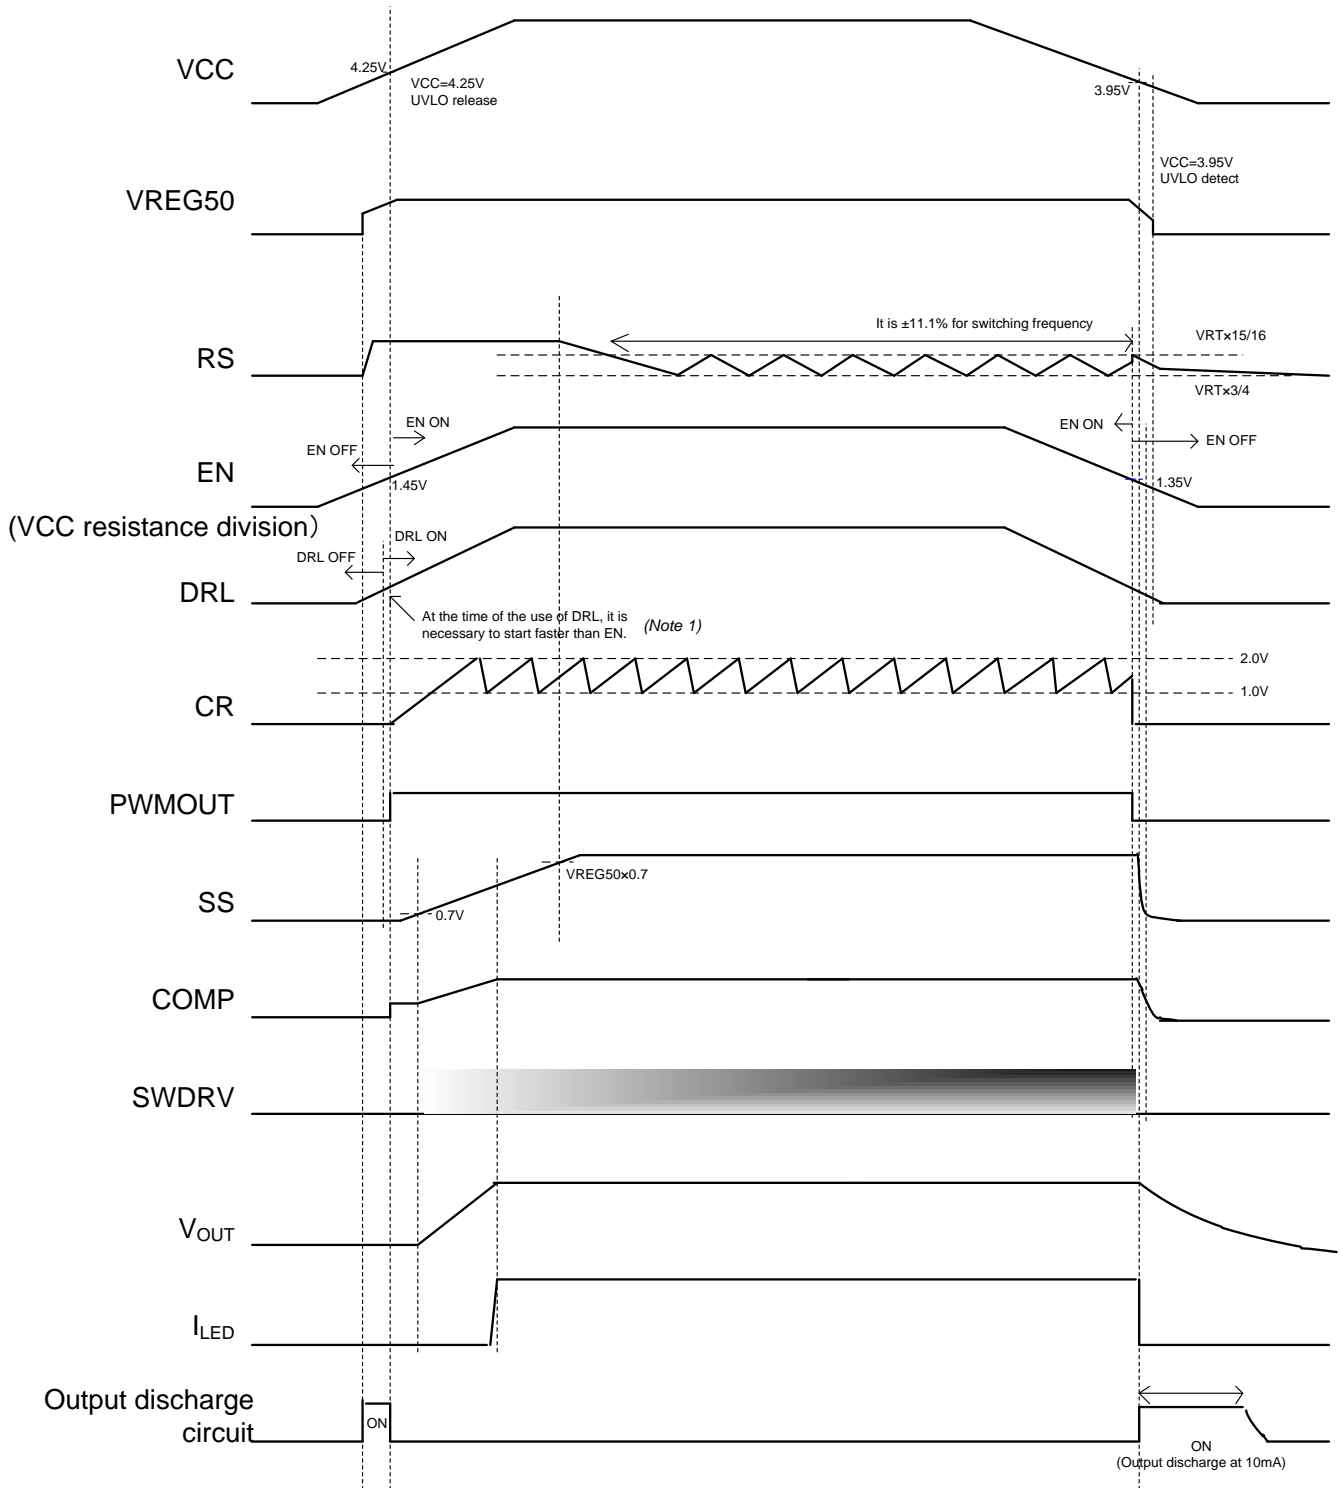 VCC
4.25V
VCC=4.25V
UVLO release
3.95V
VCC=3.95V
UVLO detect
VREG50
It is ±11.1% for switching frequency
VRT×15/16
RS
VRT×3/4
EN ON
EN ON
EN OFF
EN OFF
EN
1.45V
1.35V
(VCC resistance division）
DRL ON
DRL OFF
DRL
At the time of the use of DRL, it is
necessary to start faster than EN.
(Note 1)
2.0V
1.0V
CR
PWMOUT
VREG50×0.7
SS
0.7V
COMP
SWDRV
VOUT
ILED
Output discharge
circuit
ON
ON
(Output discharge at 10mA)